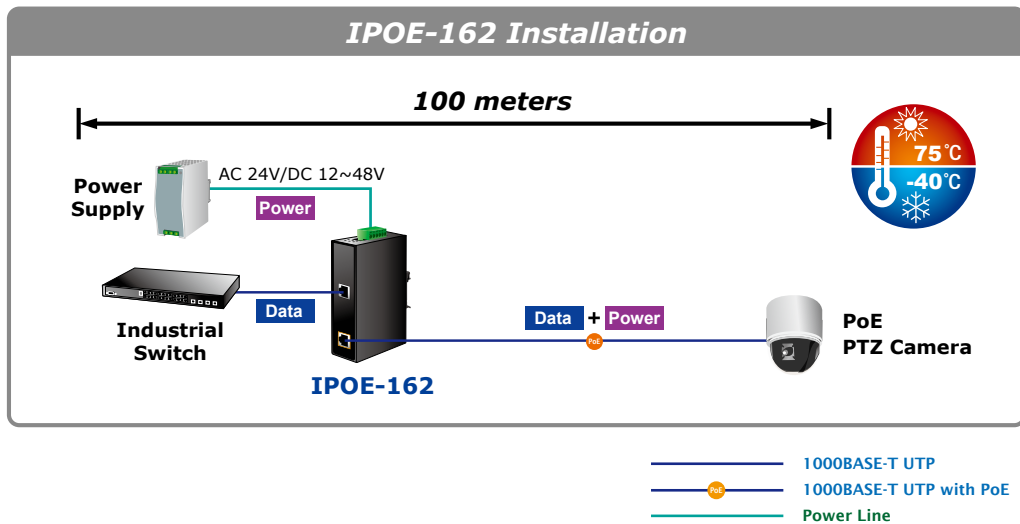 IPOE-162 Installation
100 meters
Power
Supply
AC 24V/DC 12~48V
Power
75°C
-40°C
Industrial
Switch
Data
IPOE-162
Data + Power
PoE
PoE
PTZ Camera
1000BASE-T UTP
PoE
1000BASE-T UTP with PoE
Power Line